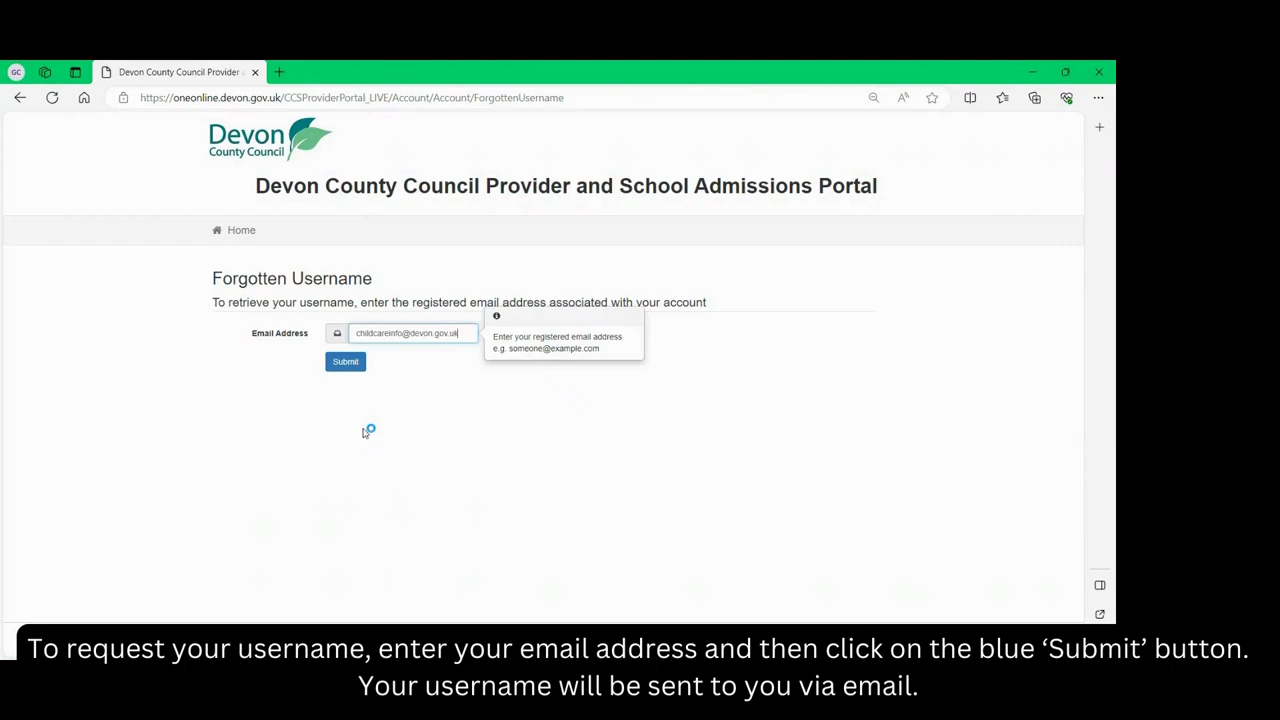 GC
Devon County Council Provider a
https://oneonline.devon.gov.uk/CCSProviderPortal_LIVE/Account/Account/ForgottenUsername
Devon
County Council
Devon County Council Provider and School Admissions Portal
Home
Forgotten Username
To retrieve your username, enter the registered email address associated with your account
Email Address
childcareinfo@devon.gov.uk
Enter your registered email address
e.g. someone@example.com
Submit
To request your username, enter your email address and then click on the blue ‘Submit’ button.
Your username will be sent to you via email.